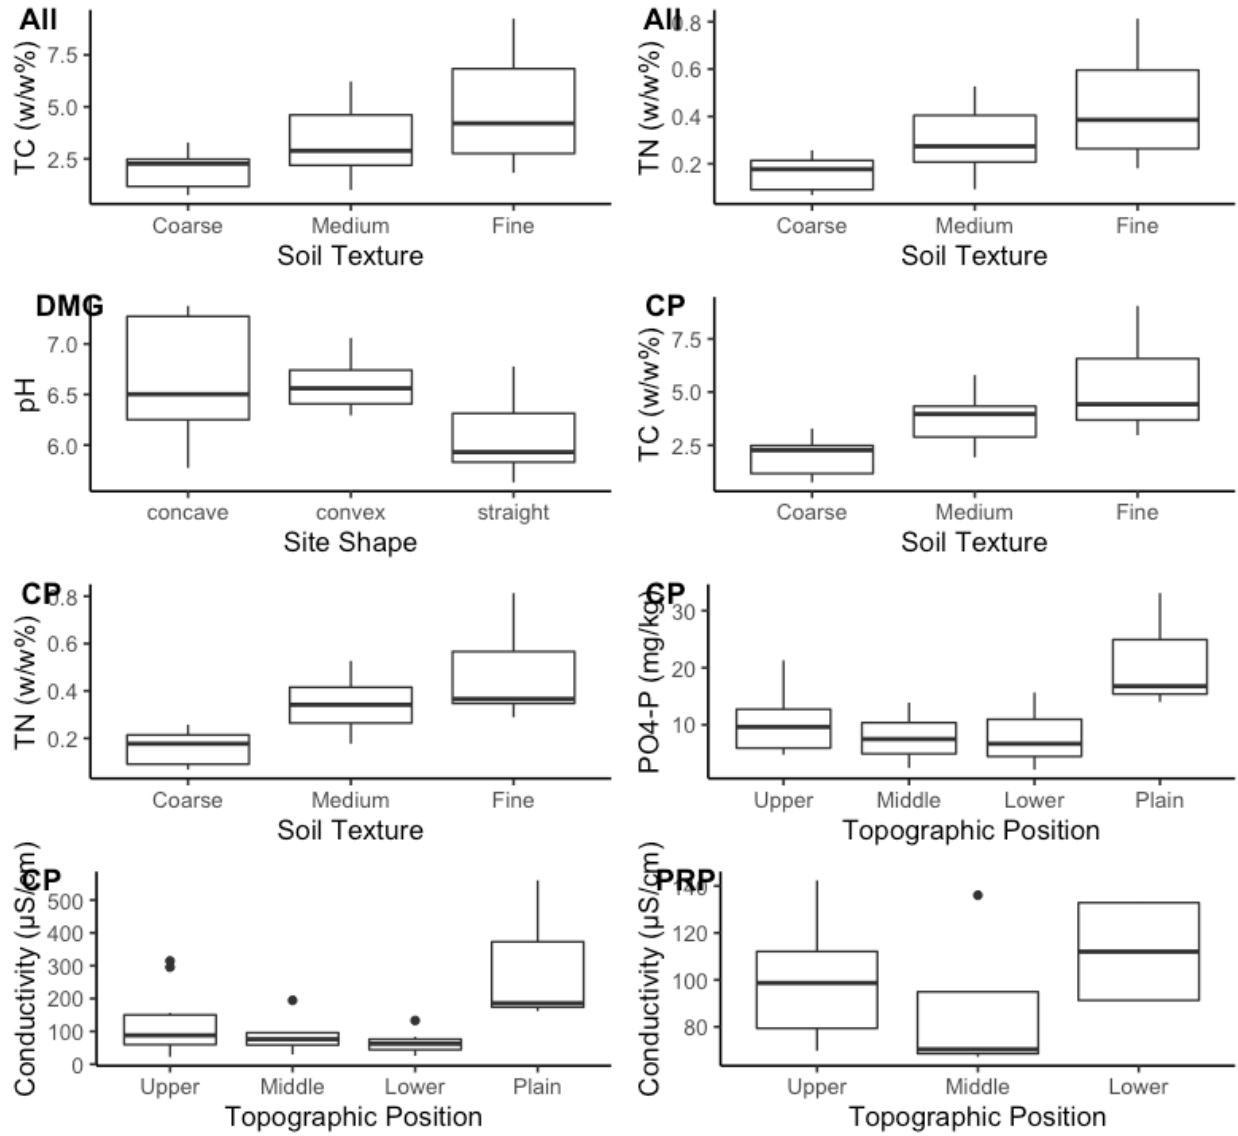 All
TC (w/w%)
7.5
5.0
2.5
Coarse Medium Fine
Soil Texture
All
TN (w/w%)
0.8
0.6
0.4
0.2
Coarse Medium Fine
Soil Texture
DMG
pH
7.0
6.5
6.0
concave convex straight
Site Shape
CP
TC (w/w%)
7.5
5.0
2.5
Coarse Medium Fine
Soil Texture
CP
TN (w/w%)
0.8
0.6
0.4
0.2
Coarse Medium Fine
Soil Texture
CP
PO4-P (mg/kg)
30
20
10
Upper Middle Lower Plain
Topographic Position
CP
Conductivity (µS/cm)
500
400
300
200
100
0
Upper Middle Lower Plain
Topographic Position
PRP
Conductivity (µS/cm)
140
120
100
80
Upper Middle Lower
Topographic Position